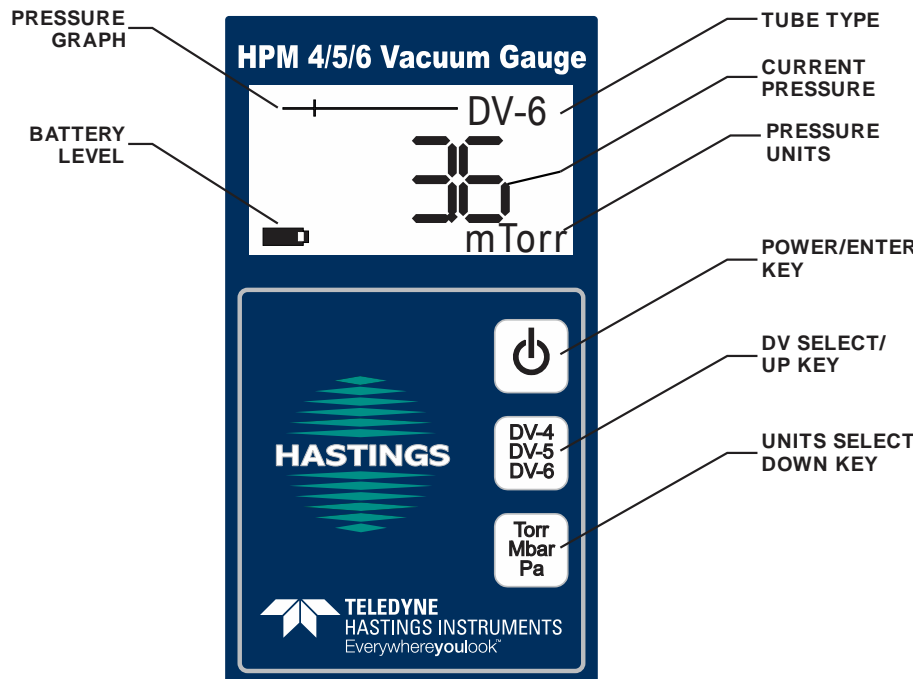 PRESSURE
GRAPH
BATTERY
LEVEL
HPM 4/5/6 Vacuum Gauge
DV-6
36
mTorr
TUBE TYPE
CURRENT
PRESSURE
PRESSURE
UNITS
POWER/ENTER
KEY
DV SELECT/
UP KEY
UNITS SELECT
DOWN KEY
DV-4
DV-5
DV-6
Torr
Mbar
Pa
HASTINGS
TELEDYNE
HASTINGS INSTRUMENTS
Everywhereyoulook™